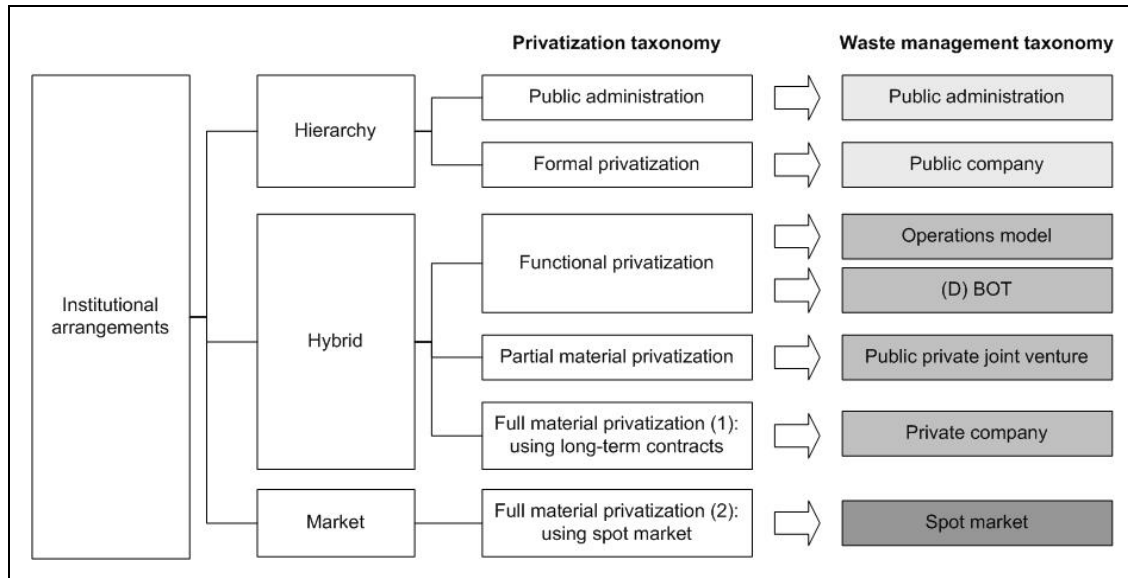 Privatization taxonomy
Waste management taxonomy
Institutional
arrangements
Hierarchy
Public administration
Public administration
Formal privatization
Public company
Hybrid
Functional privatization
Operations model
(D) BOT
Partial material privatization
Public private joint venture
Full material privatization (1):
using long-term contracts
Private company
Market
Full material privatization (2):
using spot market
Spot market